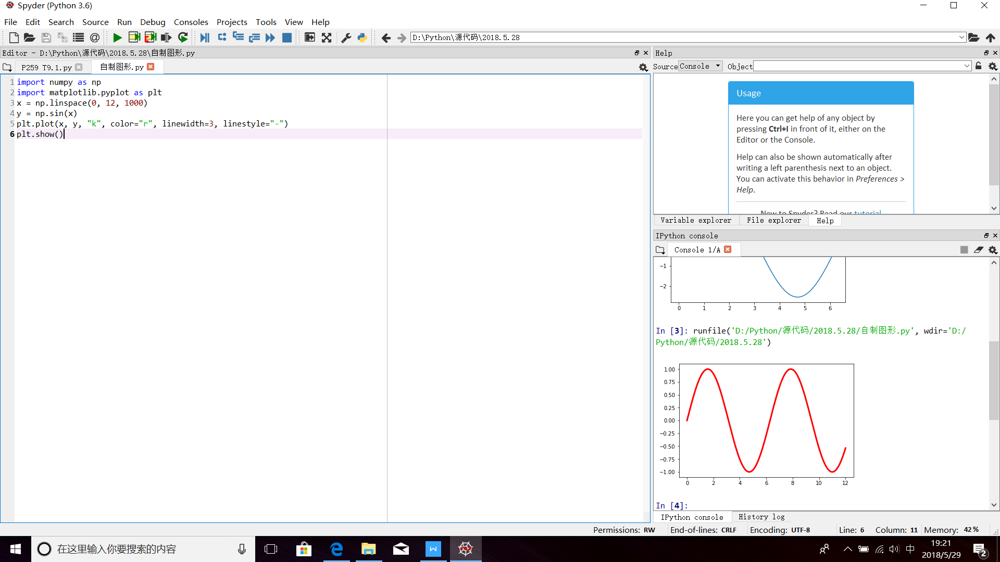 Spyder (Python 3.6)
File Edit Search Source Run Debug Consoles Projects Tools View Help
D:\Python\源代码\2018.5.28
Editor - D:\Python\源代码\2018.5.28\自制图形.py
P259 T9.1.py 自制图形.py
1 import numpy as np
2 import matplotlib.pyplot as plt
3 x = np.linspace(0, 12, 1000)
4 y = np.sin(x)
5 plt.plot(x, y, "k", color="r", linewidth=3, linestyle="-")
6 plt.show()
Help
Source Console Object
Usage
Here you can get help of any object by
pressing Ctrl+I in front of it, either on the
Editor or the Console.
Help can also be shown automatically after
writing a left parenthesis next to an object.
You can activate this behavior in Preferences >
Help.
New to Spyder? Read our tutorial
Variable explorer File explorer Help
IPython console
Console 1/A
−1
−2
0 1 2 3 4 5 6
In [3]: runfile('D:/Python/源代码/2018.5.28/自制图形.py', wdir='D:/
Python/源代码/2018.5.28')
1.00
0.75
0.50
0.25
0.00
−0.25
−0.50
−0.75
−1.00
0 2 4 6 8 10 12
In [4]:
IPython console History log
Permissions: RW End-of-lines: CRLF Encoding: UTF-8 Line: 6 Column: 11 Memory: 42 %
在这里输入你要搜索的内容
W
中
19:21
2018/5/29
2